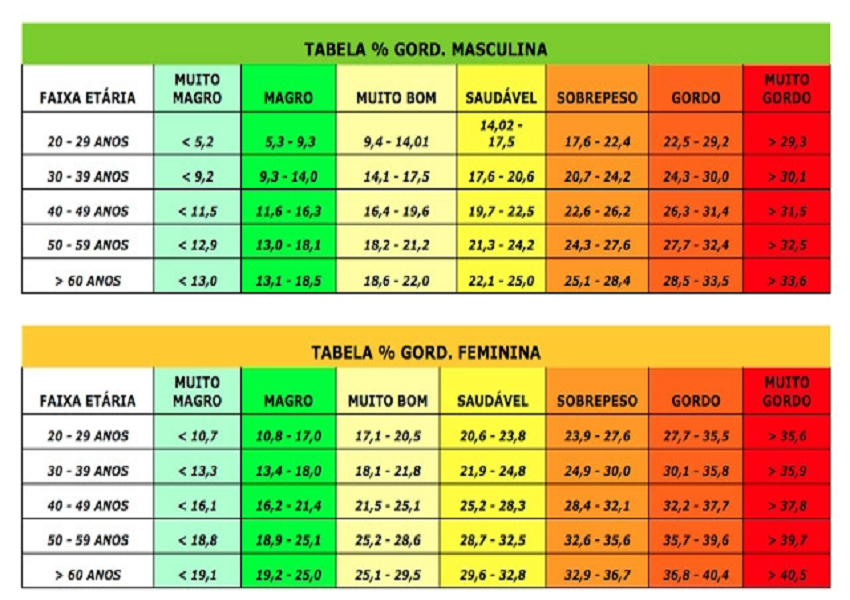 TABELA % GORD. MASCULINA
FAIXA ETÁRIA MUITO MAGRO MAGRO MUITO BOM SAUDÁVEL SOBREPESO GORDO MUITO GORDO
20 - 29 ANOS < 5,2 5,3 - 9,3 9,4 - 14,01 14,02 - 17,5 17,6 - 22,4 22,5 - 29,2 > 29,3
30 - 39 ANOS < 9,2 9,3 - 14,0 14,1 - 17,5 17,6 - 20,6 20,7 - 24,2 24,3 - 30,0 > 30,1
40 - 49 ANOS < 11,5 11,6 - 16,3 16,4 - 19,6 19,7 - 22,5 22,6 - 26,2 26,3 - 31,4 > 31,5
50 - 59 ANOS < 12,9 13,0 - 18,1 18,2 - 21,2 21,3 - 24,2 24,3 - 27,6 27,7 - 32,4 > 32,5
> 60 ANOS < 13,0 13,1 - 18,5 18,6 - 22,0 22,1 - 25,0 25,1 - 28,4 28,5 - 33,5 > 33,6
TABELA % GORD. FEMININA
FAIXA ETÁRIA MUITO MAGRO MAGRO MUITO BOM SAUDÁVEL SOBREPESO GORDO MUITO GORDO
20 - 29 ANOS < 10,7 10,8 - 17,0 17,1 - 20,5 20,6 - 23,8 23,9 - 27,6 27,7 - 35,5 > 35,6
30 - 39 ANOS < 13,3 13,4 - 18,0 18,1 - 21,8 21,9 - 24,8 24,9 - 30,0 30,1 - 35,8 > 35,9
40 - 49 ANOS < 16,1 16,2 - 21,4 21,5 - 25,1 25,2 - 28,3 28,4 - 32,1 32,2 - 37,7 > 37,8
50 - 59 ANOS < 18,8 18,9 - 25,1 25,2 - 28,6 28,7 - 32,5 32,6 - 35,6 35,7 - 39,6 > 39,7
> 60 ANOS < 19,1 19,2 - 25,0 25,1 - 29,5 29,6 - 32,8 32,9 - 36,7 36,8 - 40,4 > 40,5